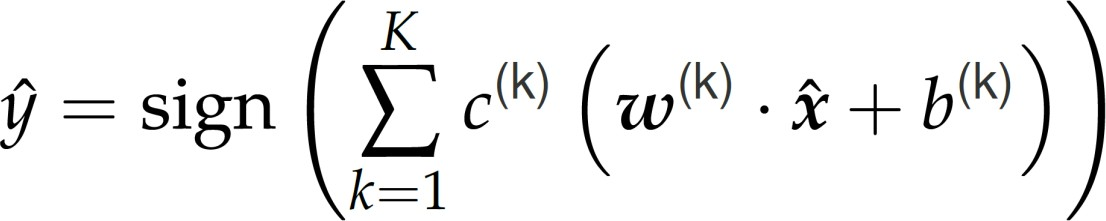 ŷ = sign ( ∑_{k=1}^{K} c^{(k)} ( w^{(k)} · x̂ + b^{(k)} ) )